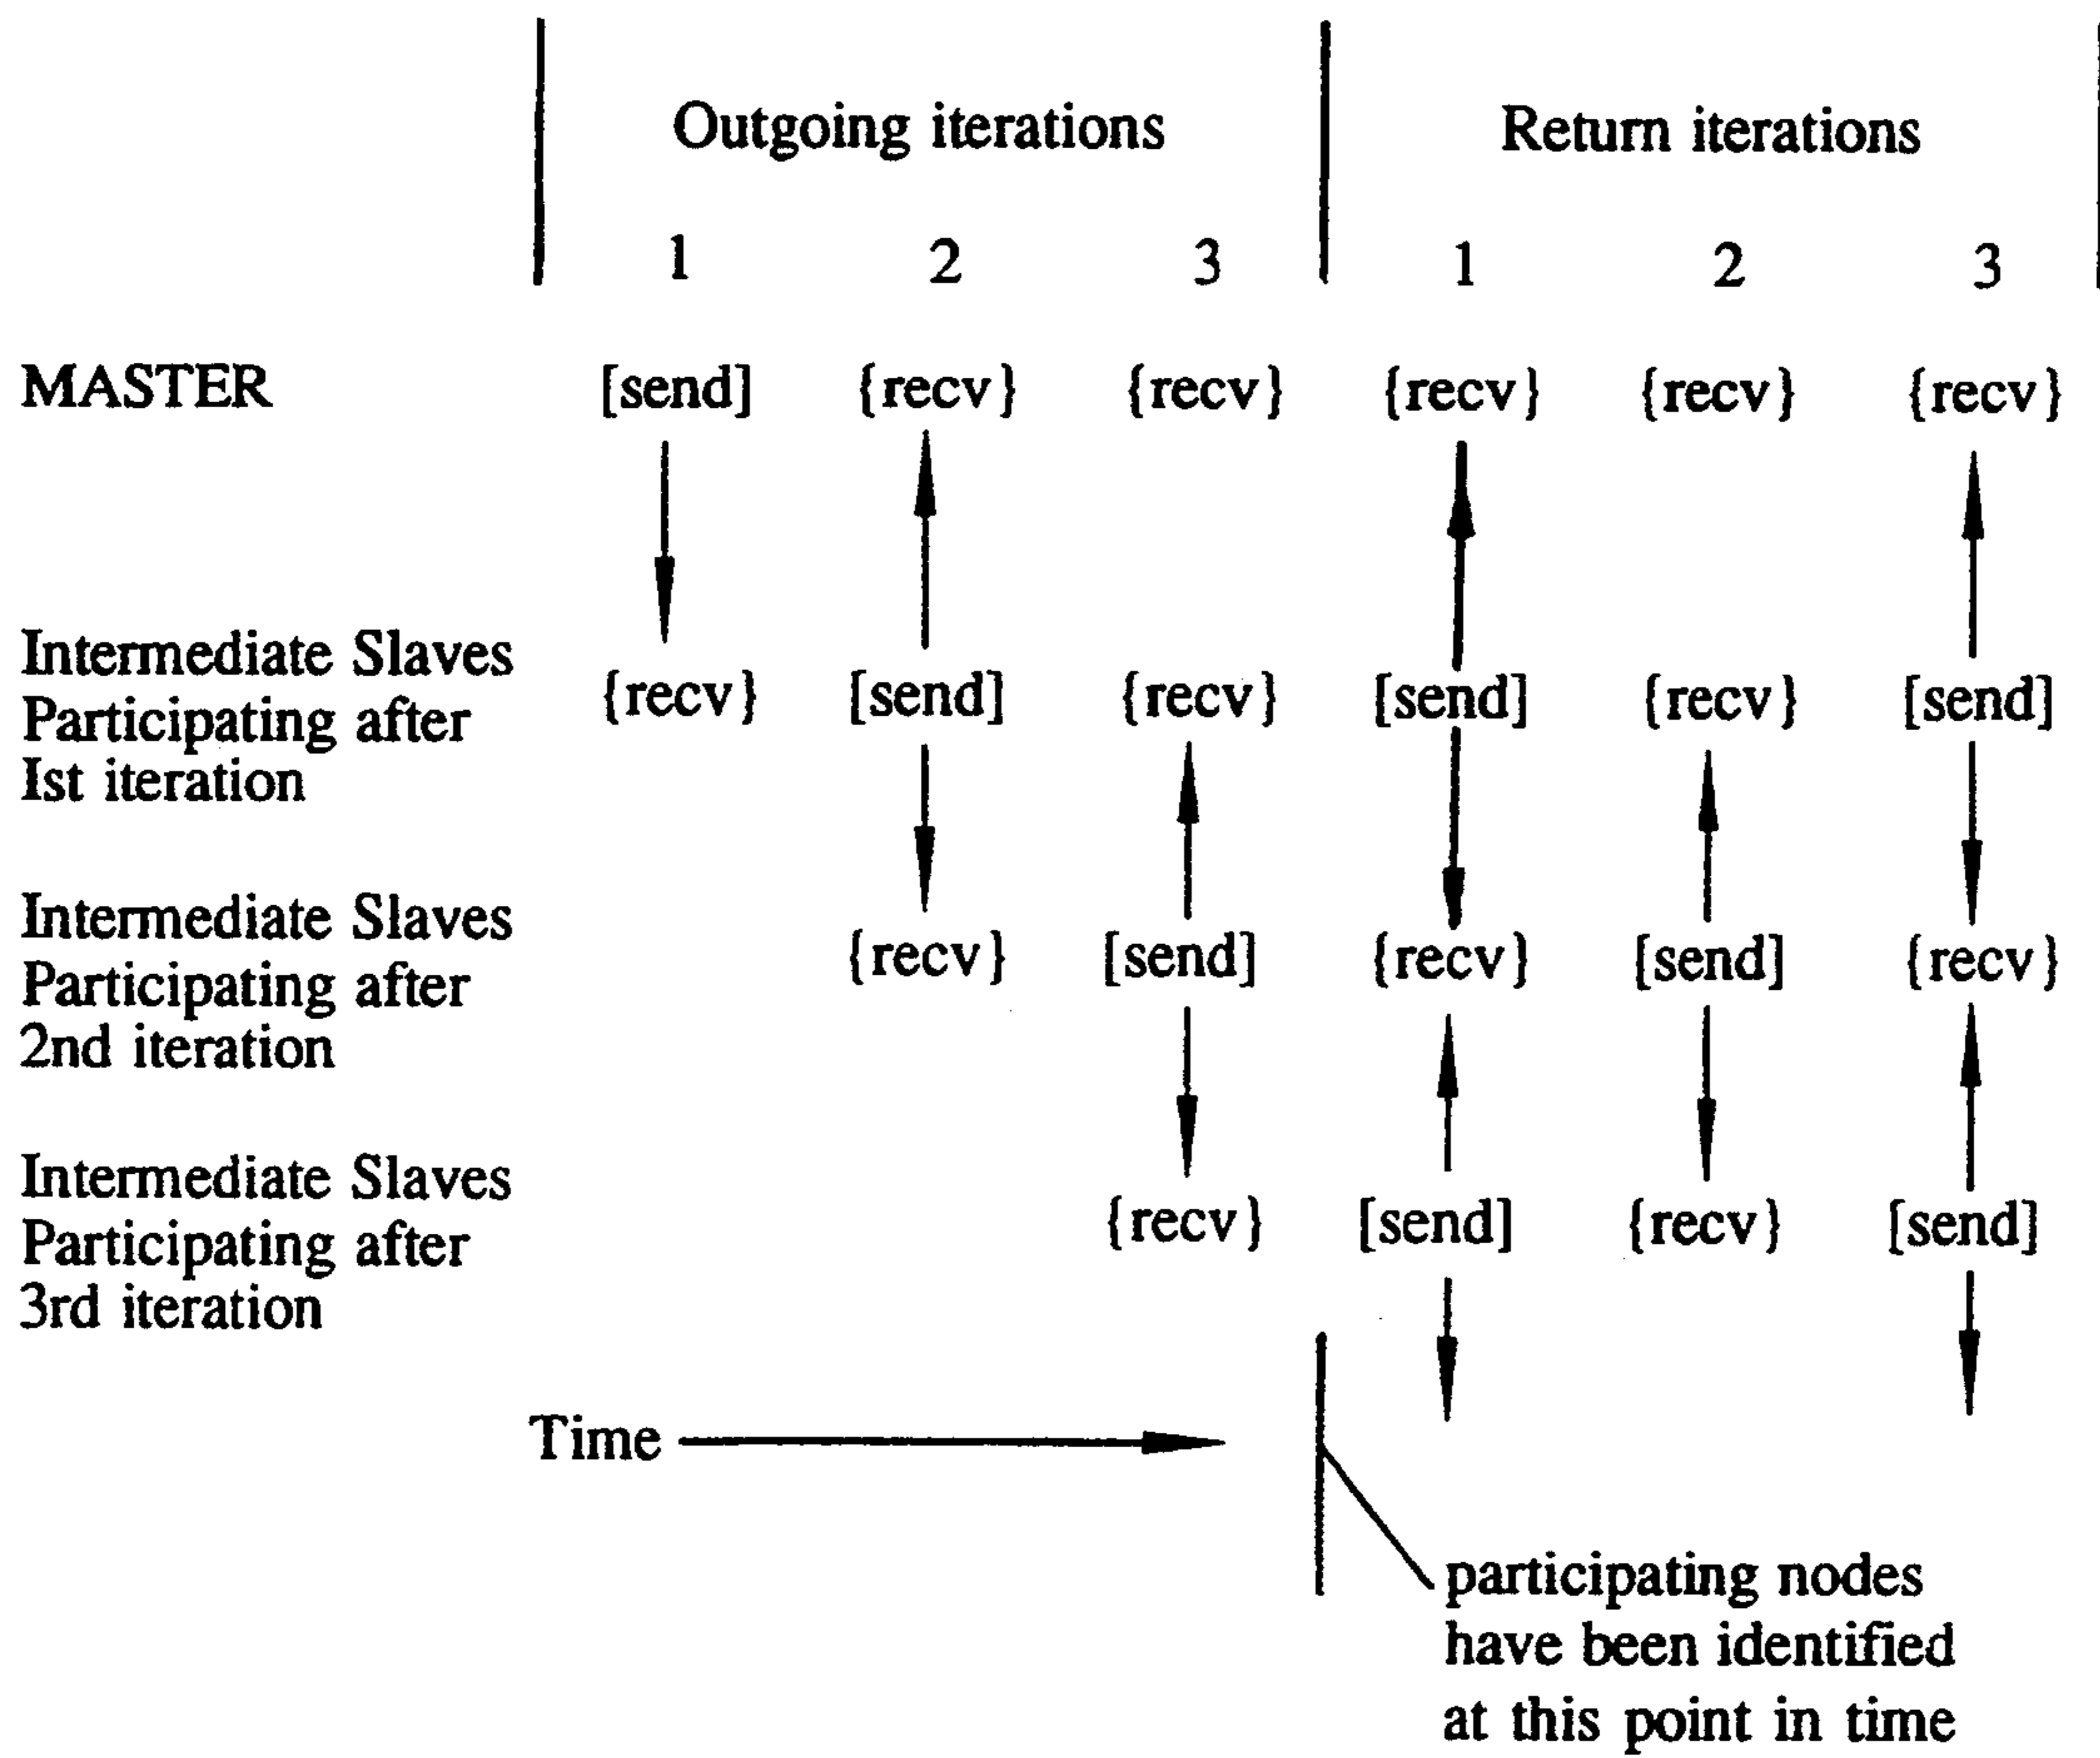 Outgoing iterations Return iterations
1 2 3 1 2 3
MASTER [send] {recv} {recv} {recv} {recv} {recv}
Intermediate Slaves
Participating after
Ist iteration
{recv} [send] {recv} [send] {recv} [send]
Intermediate Slaves
Participating after
2nd iteration
{recv} [send] {recv} [send] {recv}
Intermediate Slaves
Participating after
3rd iteration
{recv} [send] {recv} [send]
Time
participating nodes
have been identified
at this point in time